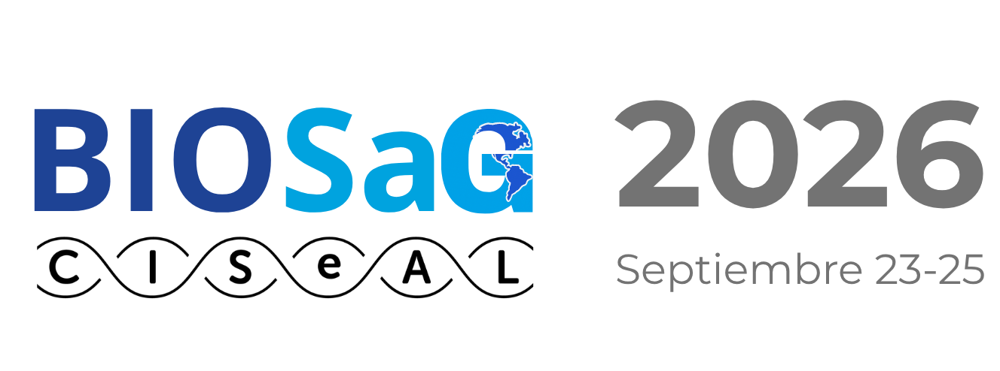 BIOSaG
CISeAL
2026
Septiembre 23-25